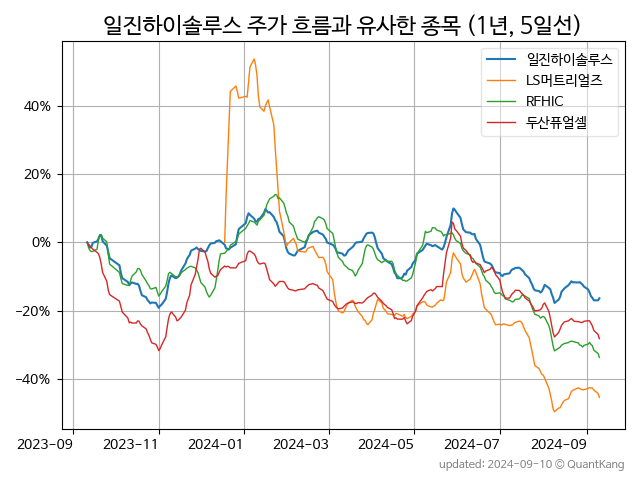 일진하이솔루스 주가 흐름과 유사한 종목 (1년, 5일선)
일진하이솔루스
LS머트리얼즈
RFHIC
두산퓨얼셀
40%
20%
0%
−20%
−40%
2023-09 2023-11 2024-01 2024-03 2024-05 2024-07 2024-09
updated: 2024-09-10 © QuantKang